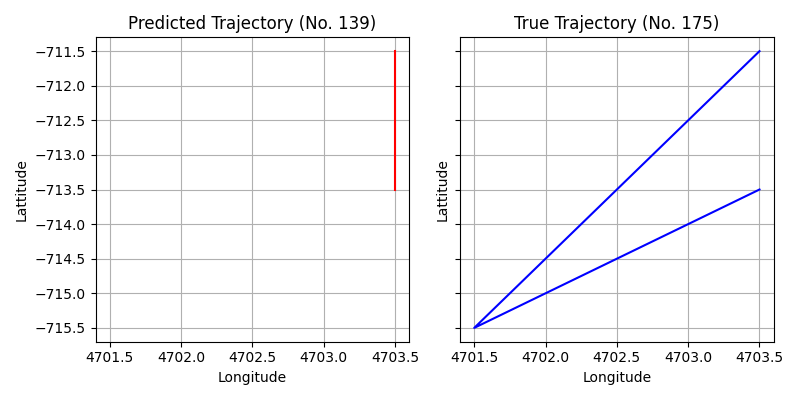 Predicted Trajectory (No. 139)
True Trajectory (No. 175)
−711.5
−712.0
−712.5
−713.0
−713.5
−714.0
−714.5
−715.0
−715.5
Lattitude
Lattitude
4701.5 4702.0 4702.5 4703.0 4703.5
4701.5 4702.0 4702.5 4703.0 4703.5
Longitude
Longitude